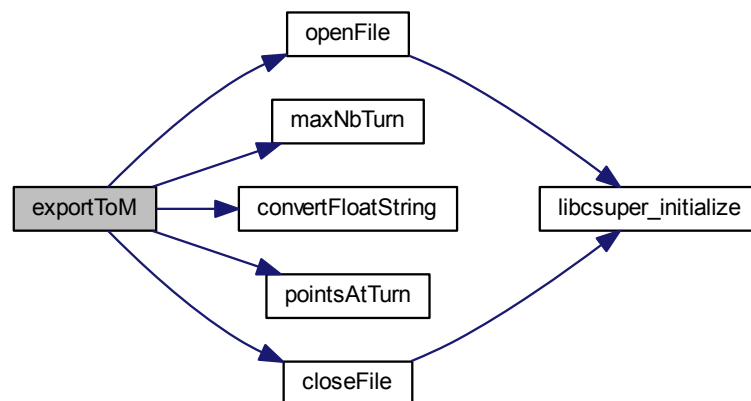 openFile
maxNbTurn
exportToM
convertFloatString
libcsuper_initialize
pointsAtTurn
closeFile